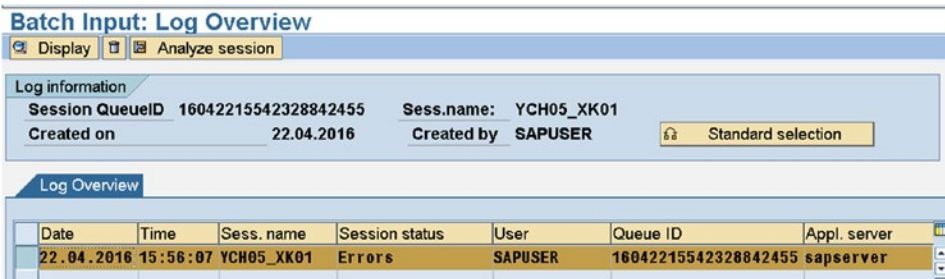 Batch Input: Log Overview
Display Analyze session
Log information
Session QueueID 16042215542328842455 Sess.name: YCH05_XK01
Created on 22.04.2016 Created by SAPUSER Standard selection
Log Overview
Date Time Sess. name Session status User Queue ID Appl. server
22.04.2016 15:56:07 YCH05_XK01 Errors SAPUSER 16042215542328842455 sapserver